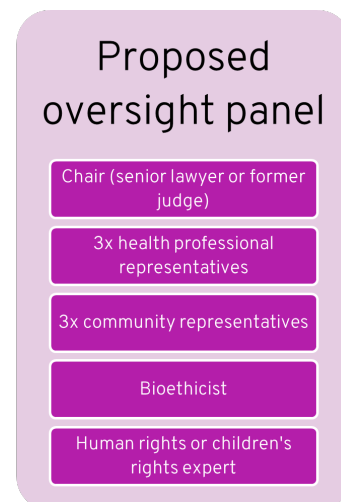 Proposed
oversight panel
Chair (senior lawyer or former
judge)
3x health professional
representatives
3x community representatives
Bioethicist
Human rights or children's
rights expert